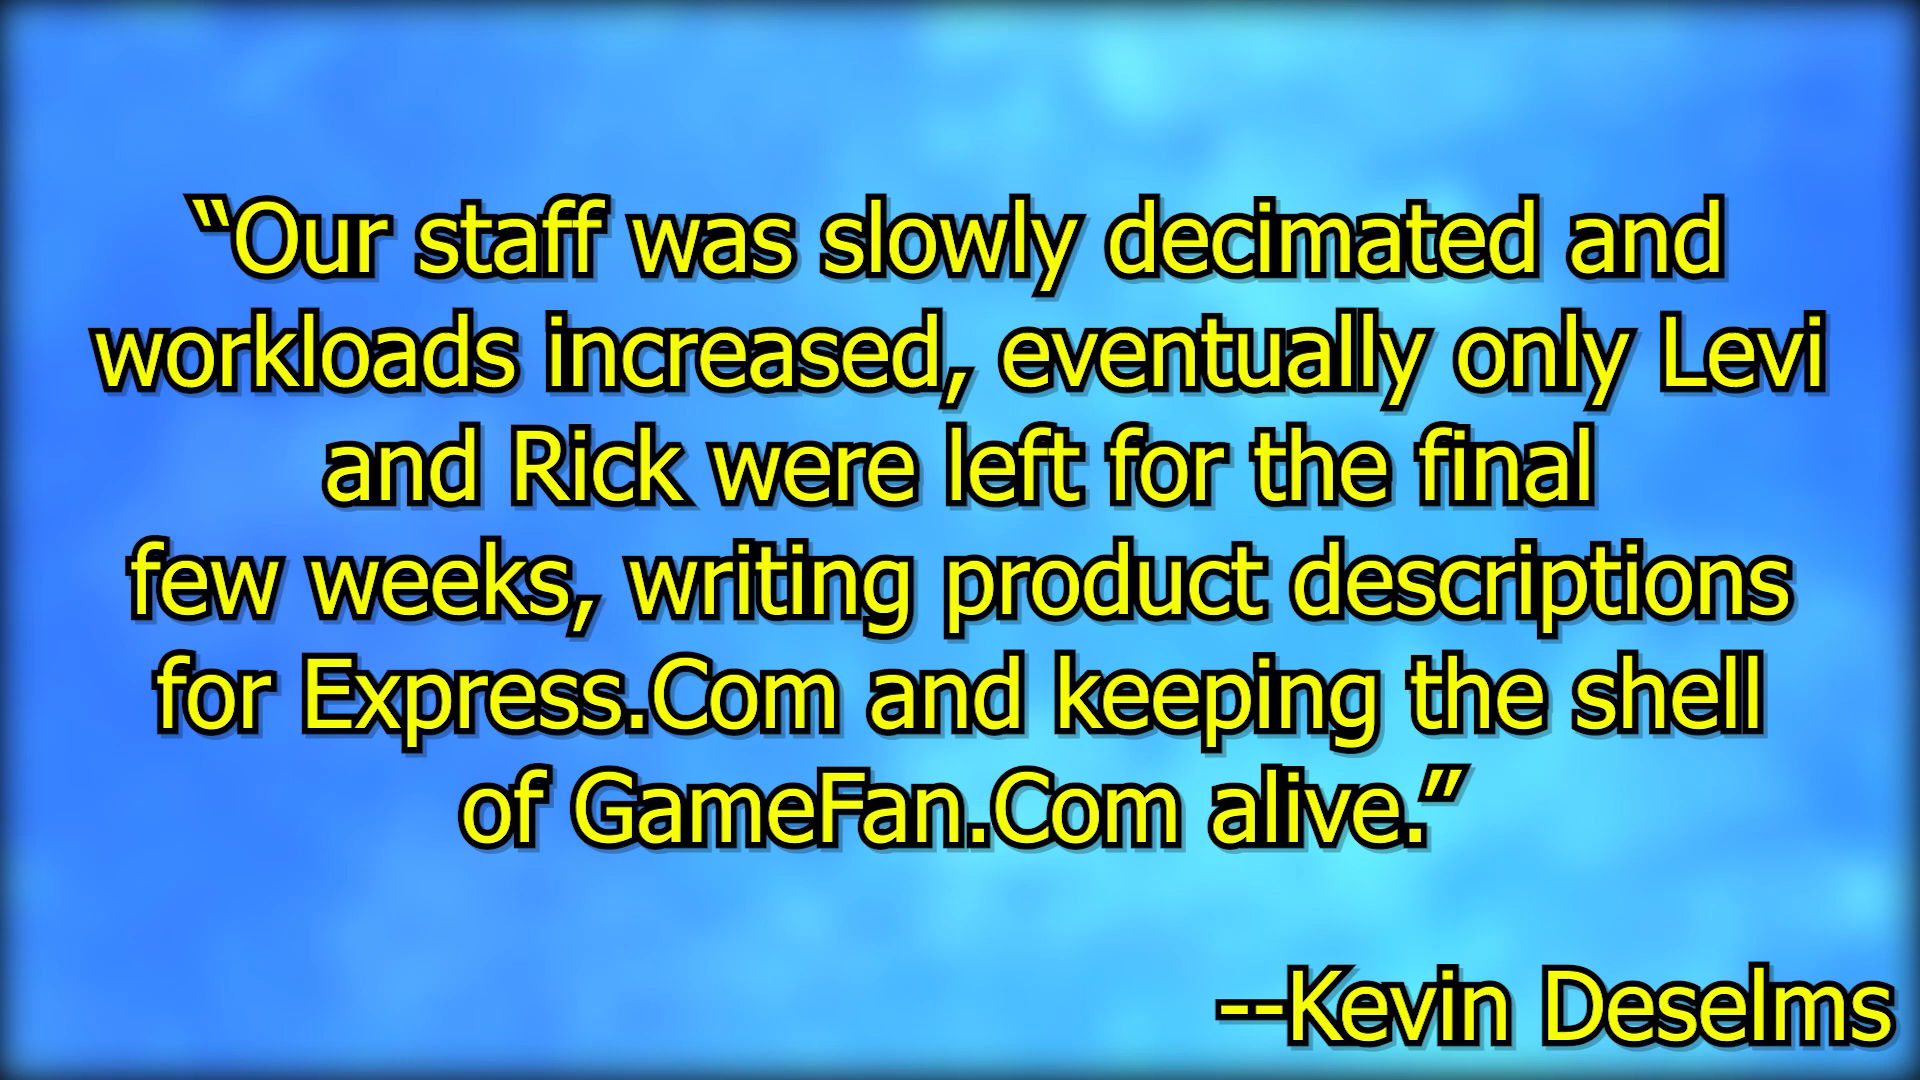 “Our staff was slowly decimated and
workloads increased, eventually only Levi
and Rick were left for the final
few weeks, writing product descriptions
for Express.Com and keeping the shell
of GameFan.Com alive.”
--Kevin Deselms